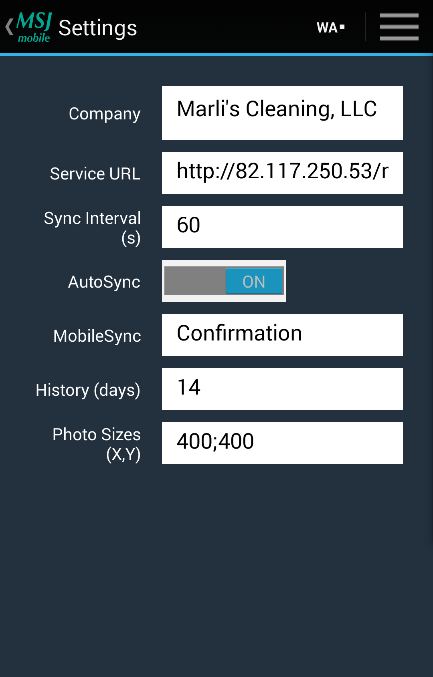 MSJ
mobile
Settings
WA
Company
Marli's Cleaning, LLC
Service URL
http://82.117.250.53/r
Sync Interval
(s)
60
AutoSync
ON
MobileSync
Confirmation
History (days)
14
Photo Sizes
(X,Y)
400;400